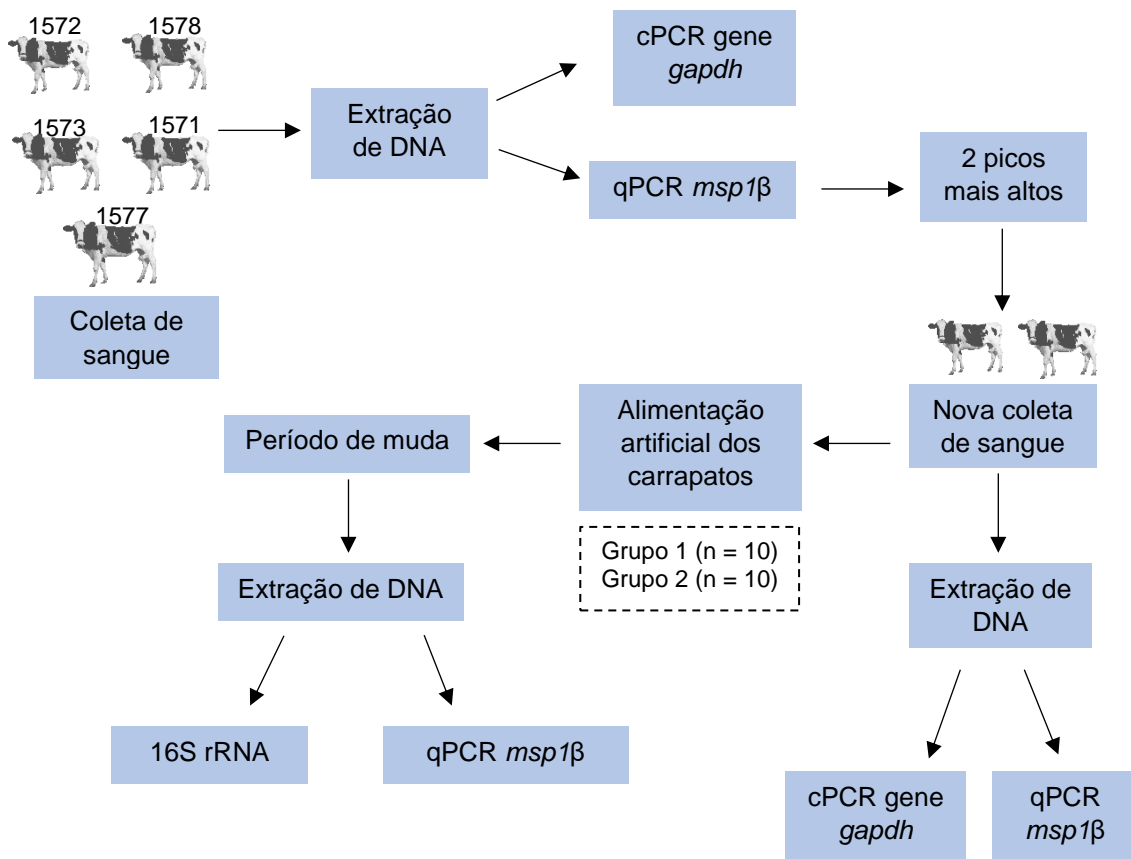 1572
1578
1573
1571
1577
Coleta de
sangue
Extração
de DNA
cPCR gene
gapdh
qPCR msp1β
2 picos
mais altos
Nova coleta
de sangue
Alimentação
artificial dos
carrapatos
Grupo 1 (n = 10)
Grupo 2 (n = 10)
Período de muda
Extração de DNA
16S rRNA
qPCR msp1β
Extração de
DNA
cPCR gene
gapdh
qPCR
msp1β